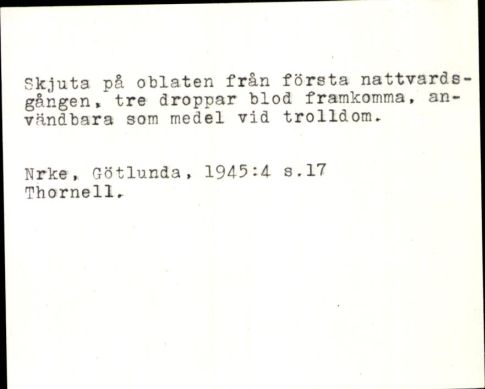 Skjuta på oblaten från första nattvards-
gången, tre droppar blod framkomma, an-
vändbara som medel vid trolldom.
Nrke, Götlunda, 1945:4 s.17
Thornell.